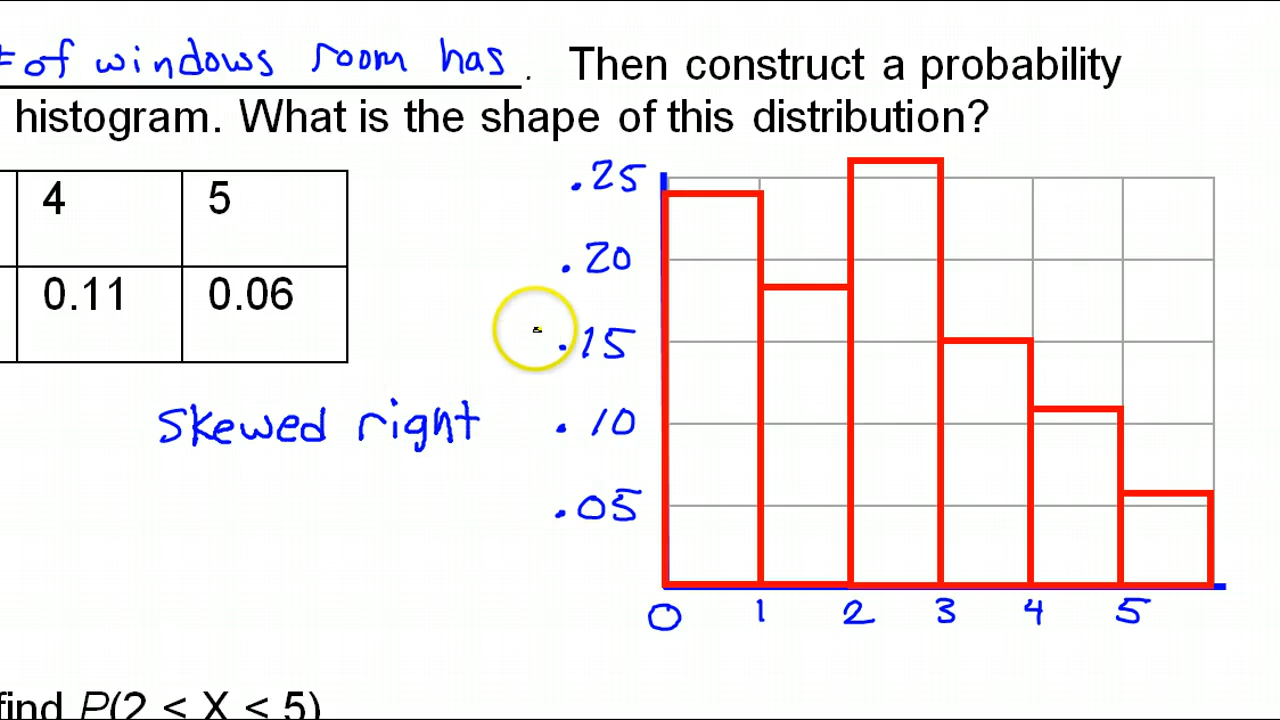 of windows room has. Then construct a probability
histogram. What is the shape of this distribution?
4 5
0.11 0.06
skewed right
.25
.20
.15
.10
.05
0 1 2 3 4 5
find P(2 < X < 5)